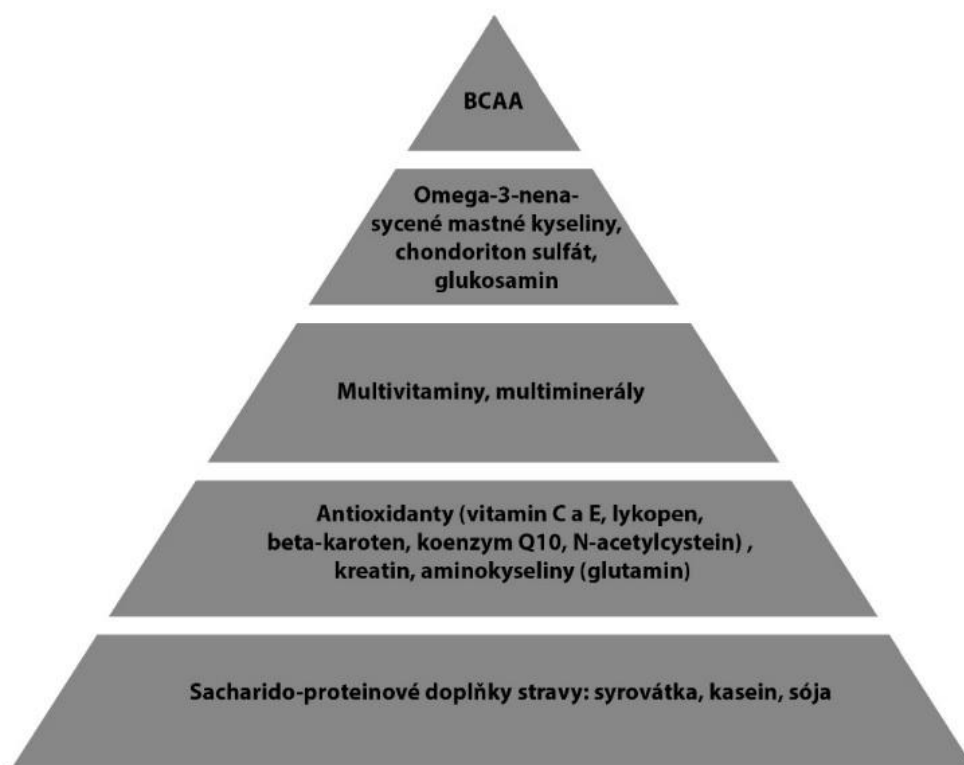 BCAA
Omega-3-nena-
sycené mastné kyseliny,
chondoriton sulfát,
glukosamin
Multivitaminy, multiminerály
Antioxidanty (vitamin C a E, lykopen,
beta-karoten, koenzym Q10, N-acetylcystein) ,
kreatin, aminokyseliny (glutamin)
Sacharido-proteinové doplňky stravy: syrovátka, kasein, sója